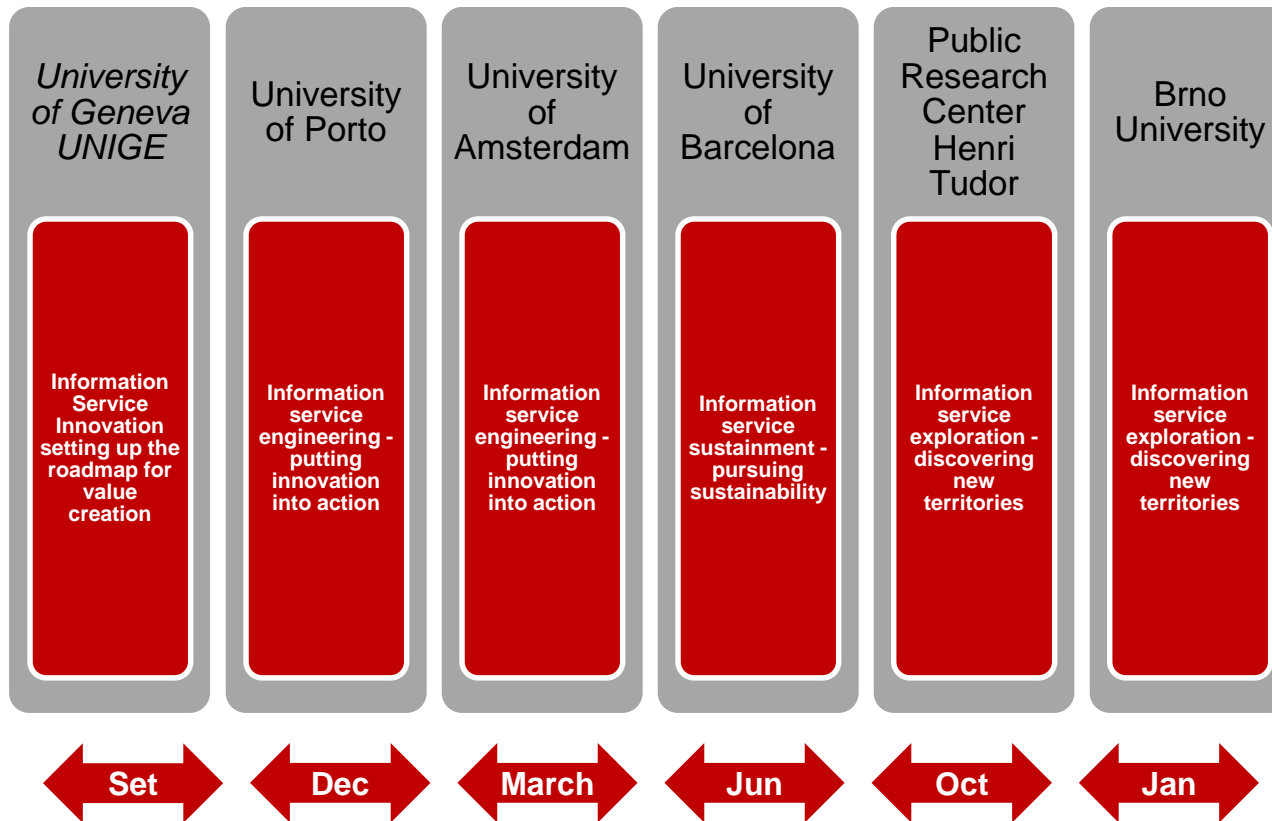 University
of Geneva
UNIGE
Information
Service
Innovation
setting up the
roadmap for
value
creation
University
of Porto
Information
service
engineering -
putting
innovation
into action
University
of
Amsterdam
Information
service
engineering -
putting
innovation
into action
University
of
Barcelona
Information
service
sustainment -
pursuing
sustainability
Public
Research
Center
Henri
Tudor
Information
service
exploration -
discovering
new
territories
Brno
University
Information
service
exploration -
discovering
new
territories
Set
Dec
March
Jun
Oct
Jan